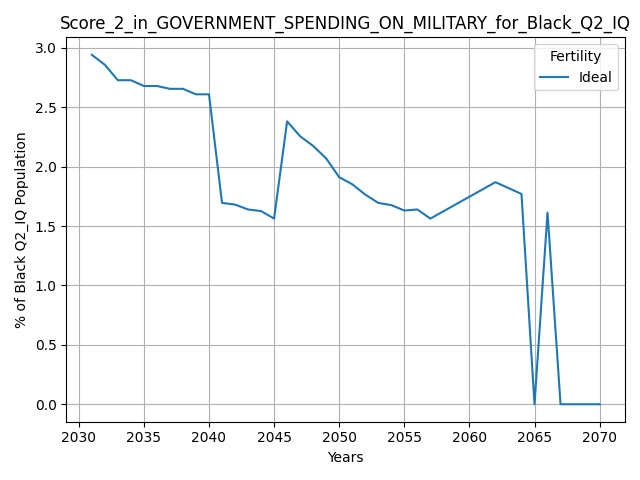 Score_2_in_GOVERNMENT_SPENDING_ON_MILITARY_for_Black_Q2_IQ
Fertility
Ideal
% of Black Q2_IQ Population
3.0
2.5
2.0
1.5
1.0
0.5
0.0
2030 2035 2040 2045 2050 2055 2060 2065 2070
Years